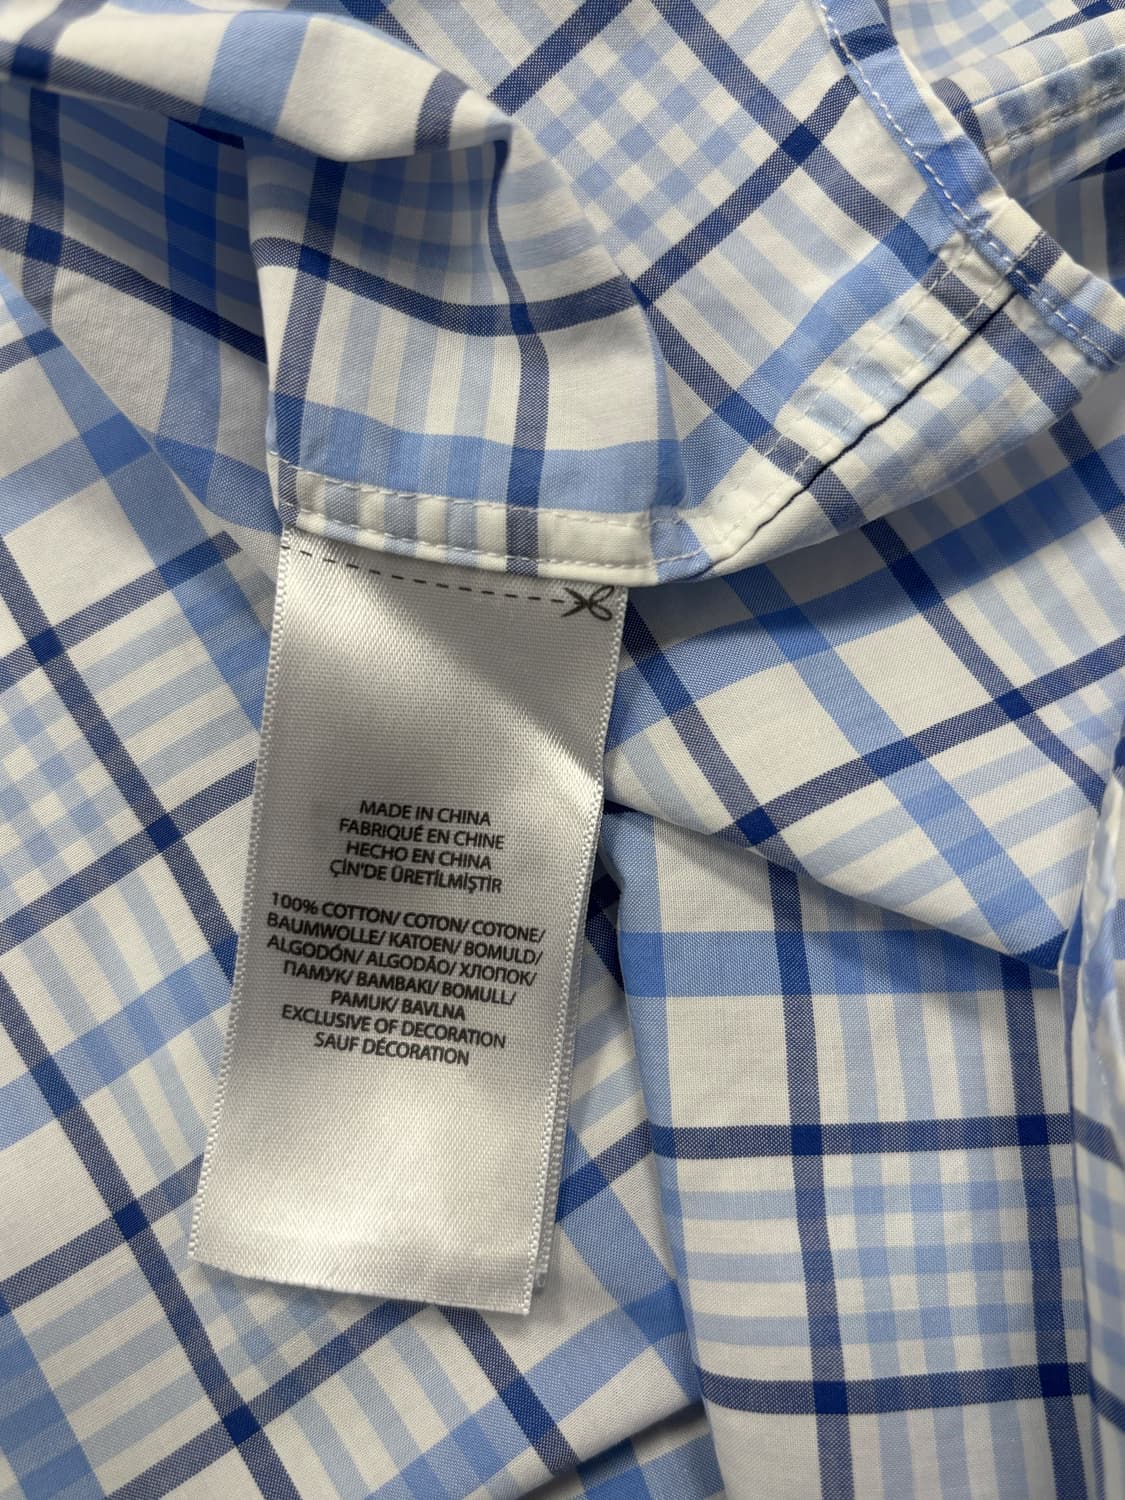 MADE IN CHINA
FABRIQUÉ EN CHINE
HECHO EN CHINA
ÇİN'DE ÜRETİLMİŞTİR
100% COTTON/ COTON/ COTONE/
BAUMWOLLE/ KATOEN/ BOMULD/
ALGODÓN/ ALGODÃO/ ХЛОПОК/
ПАМУК/ BAMBAKI/ BOMULL/
PAMUK/ BAVLNA
EXCLUSIVE OF DECORATION
SAUF DÉCORATION